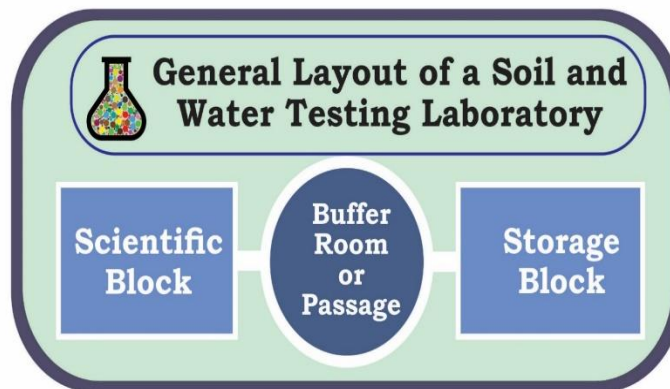 General Layout of a Soil and
Water Testing Laboratory
Scientific
Block
Buffer
Room
or
Passage
Storage
Block